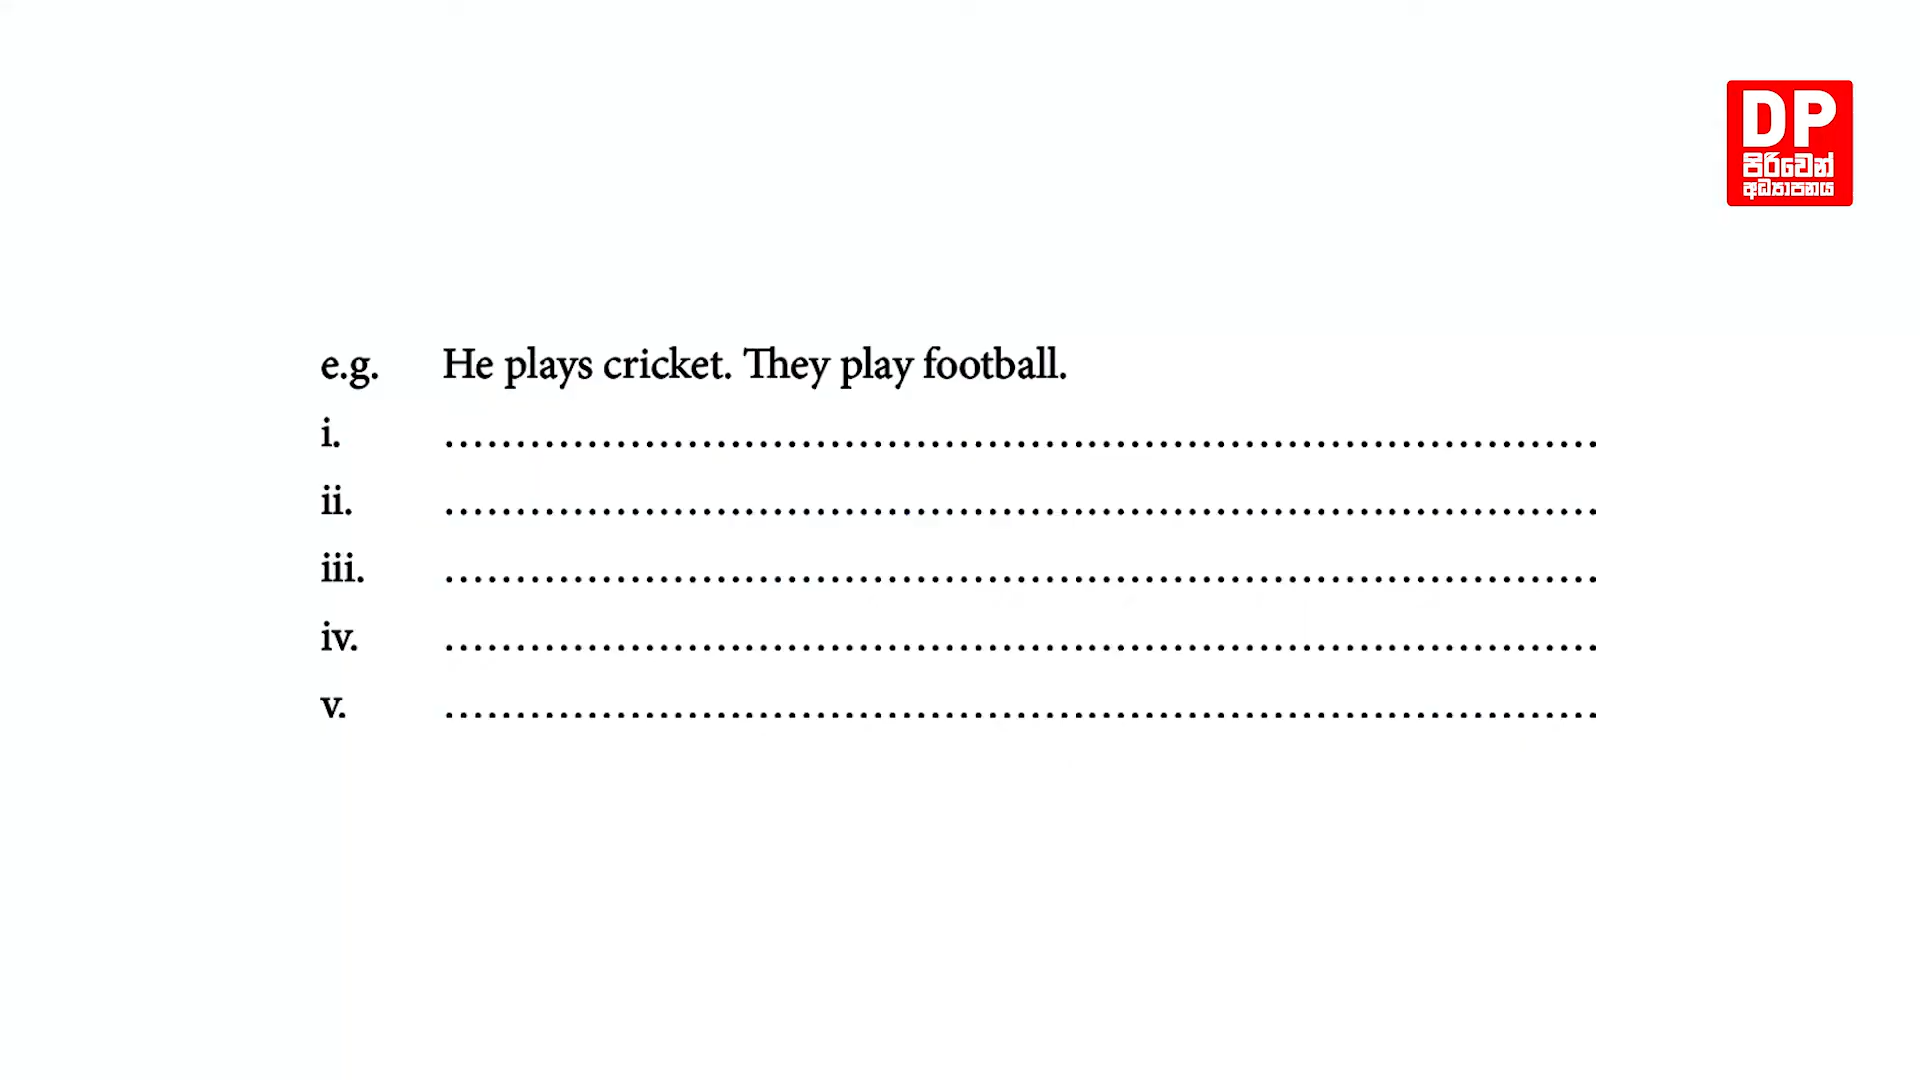 DP
පිරිවෙන්
අධ්‍යාපනය
e.g. He plays cricket. They play football.
i. ................................................................................
ii. ................................................................................
iii. ................................................................................
iv. ................................................................................
v. ................................................................................